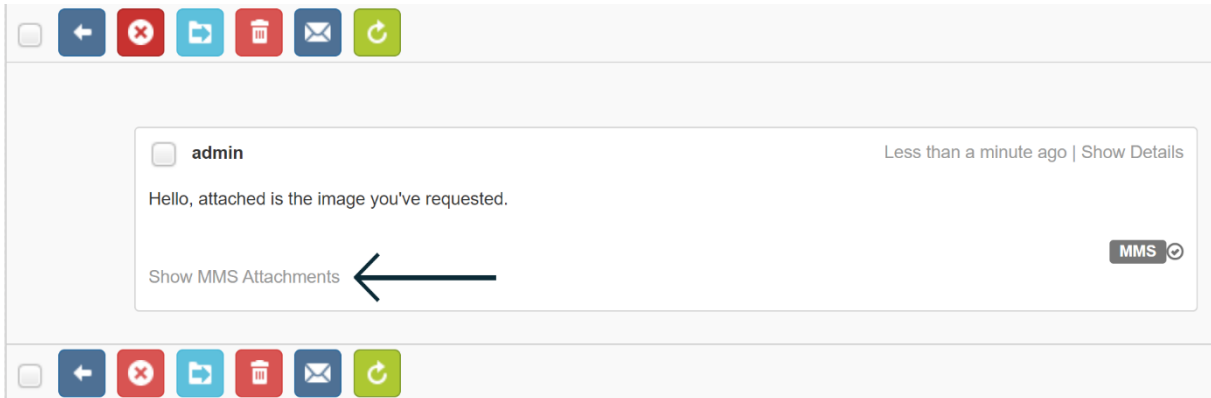 admin
Less than a minute ago | Show Details
Hello, attached is the image you've requested.
MMS
Show MMS Attachments